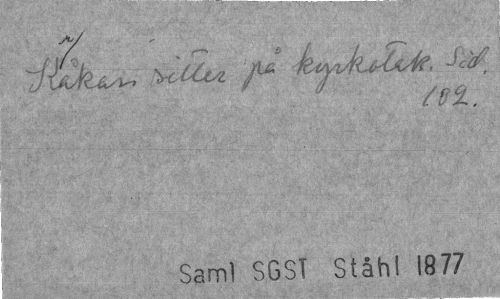 Kråkan sitter på kyrkotak. Sid.
102.
Saml SGST Ståhl 1877